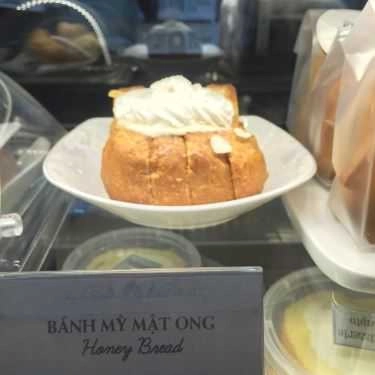 BÁNH MỲ MẬT ONG
Honey Bread